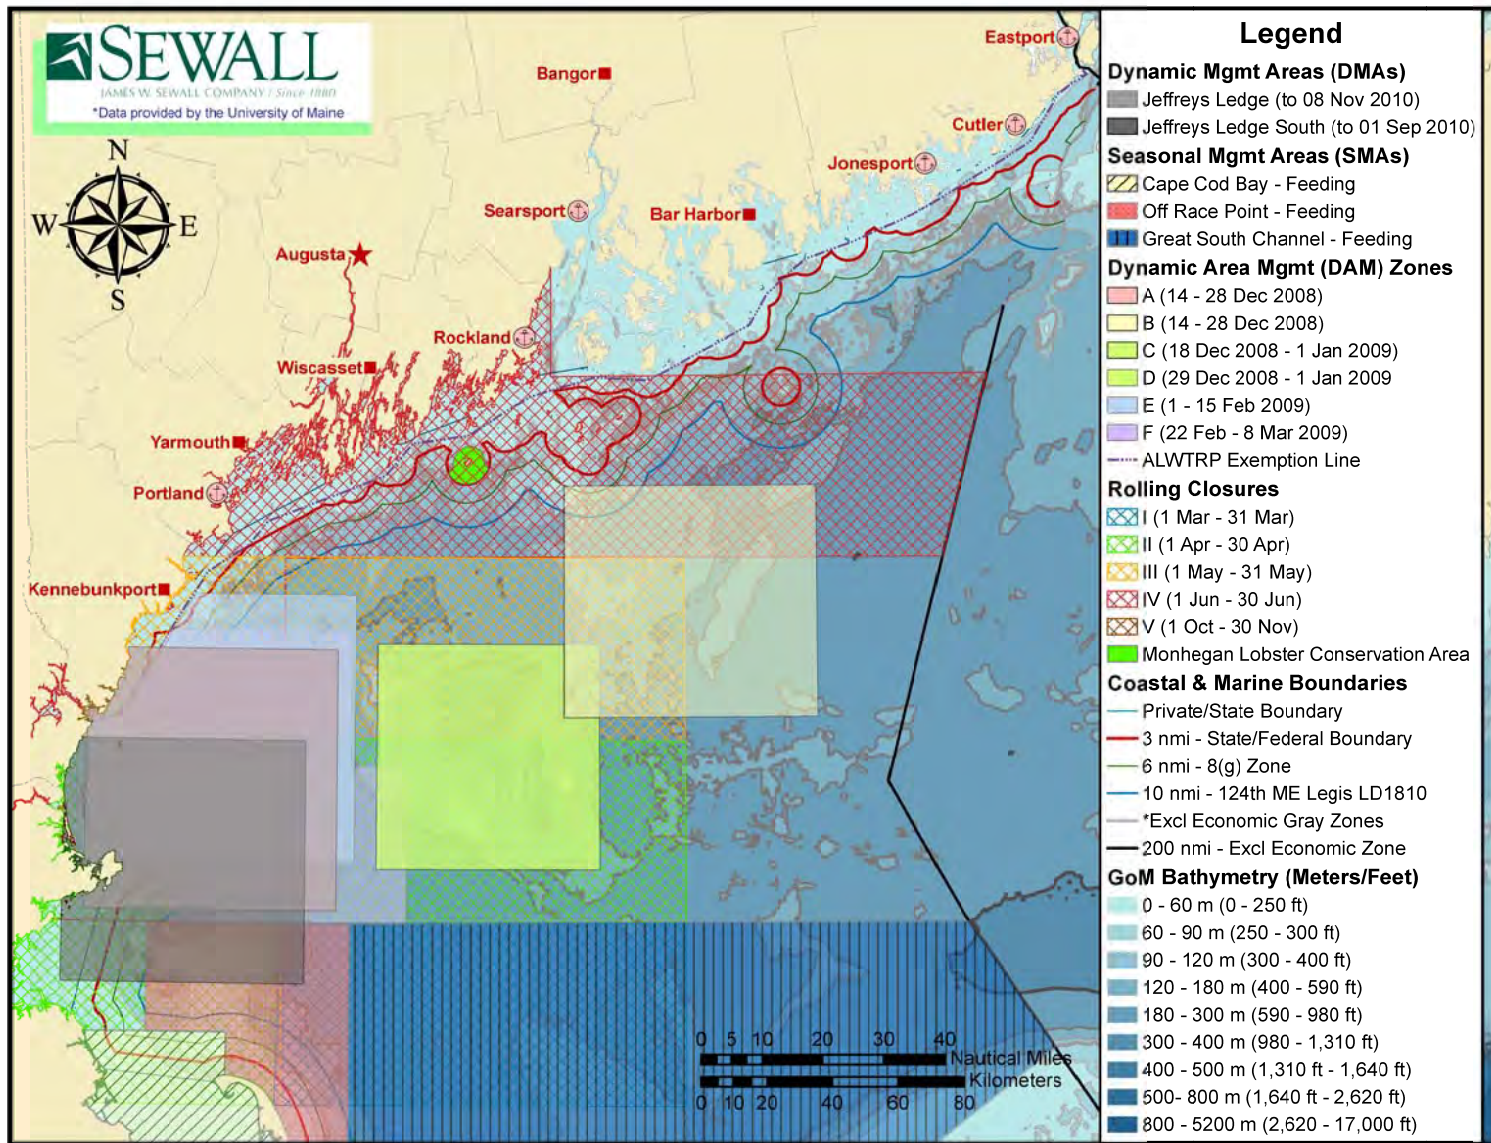 SEWALL
JAMES W. SEWALL COMPANY / Since 1880
*Data provided by the University of Maine
N
W
E
S
Eastport
Bangor
Cutler
Jonesport
Searsport
Bar Harbor
Augusta
Rockland
Wiscasset
Yarmouth
Portland
Kennebunkport
0 5 10 20 30 40
Nautical Miles
Kilometers
0 10 20 40 60 80
Legend
Dynamic Mgmt Areas (DMAs)
Jeffreys Ledge (to 08 Nov 2010)
Jeffreys Ledge South (to 01 Sep 2010)
Seasonal Mgmt Areas (SMAs)
Cape Cod Bay - Feeding
Off Race Point - Feeding
Great South Channel - Feeding
Dynamic Area Mgmt (DAM) Zones
A (14 - 28 Dec 2008)
B (14 - 28 Dec 2008)
C (18 Dec 2008 - 1 Jan 2009)
D (29 Dec 2008 - 1 Jan 2009
E (1 - 15 Feb 2009)
F (22 Feb - 8 Mar 2009)
ALWTRP Exemption Line
Rolling Closures
I (1 Mar - 31 Mar)
II (1 Apr - 30 Apr)
III (1 May - 31 May)
IV (1 Jun - 30 Jun)
V (1 Oct - 30 Nov)
Monhegan Lobster Conservation Area
Coastal & Marine Boundaries
Private/State Boundary
3 nmi - State/Federal Boundary
6 nmi - 8(g) Zone
10 nmi - 124th ME Legis LD1810
*Excl Economic Gray Zones
200 nmi - Excl Economic Zone
GoM Bathymetry (Meters/Feet)
0 - 60 m (0 - 250 ft)
60 - 90 m (250 - 300 ft)
90 - 120 m (300 - 400 ft)
120 - 180 m (400 - 590 ft)
180 - 300 m (590 - 980 ft)
300 - 400 m (980 - 1,310 ft)
400 - 500 m (1,310 ft - 1,640 ft)
500- 800 m (1,640 ft - 2,620 ft)
800 - 5200 m (2,620 - 17,000 ft)